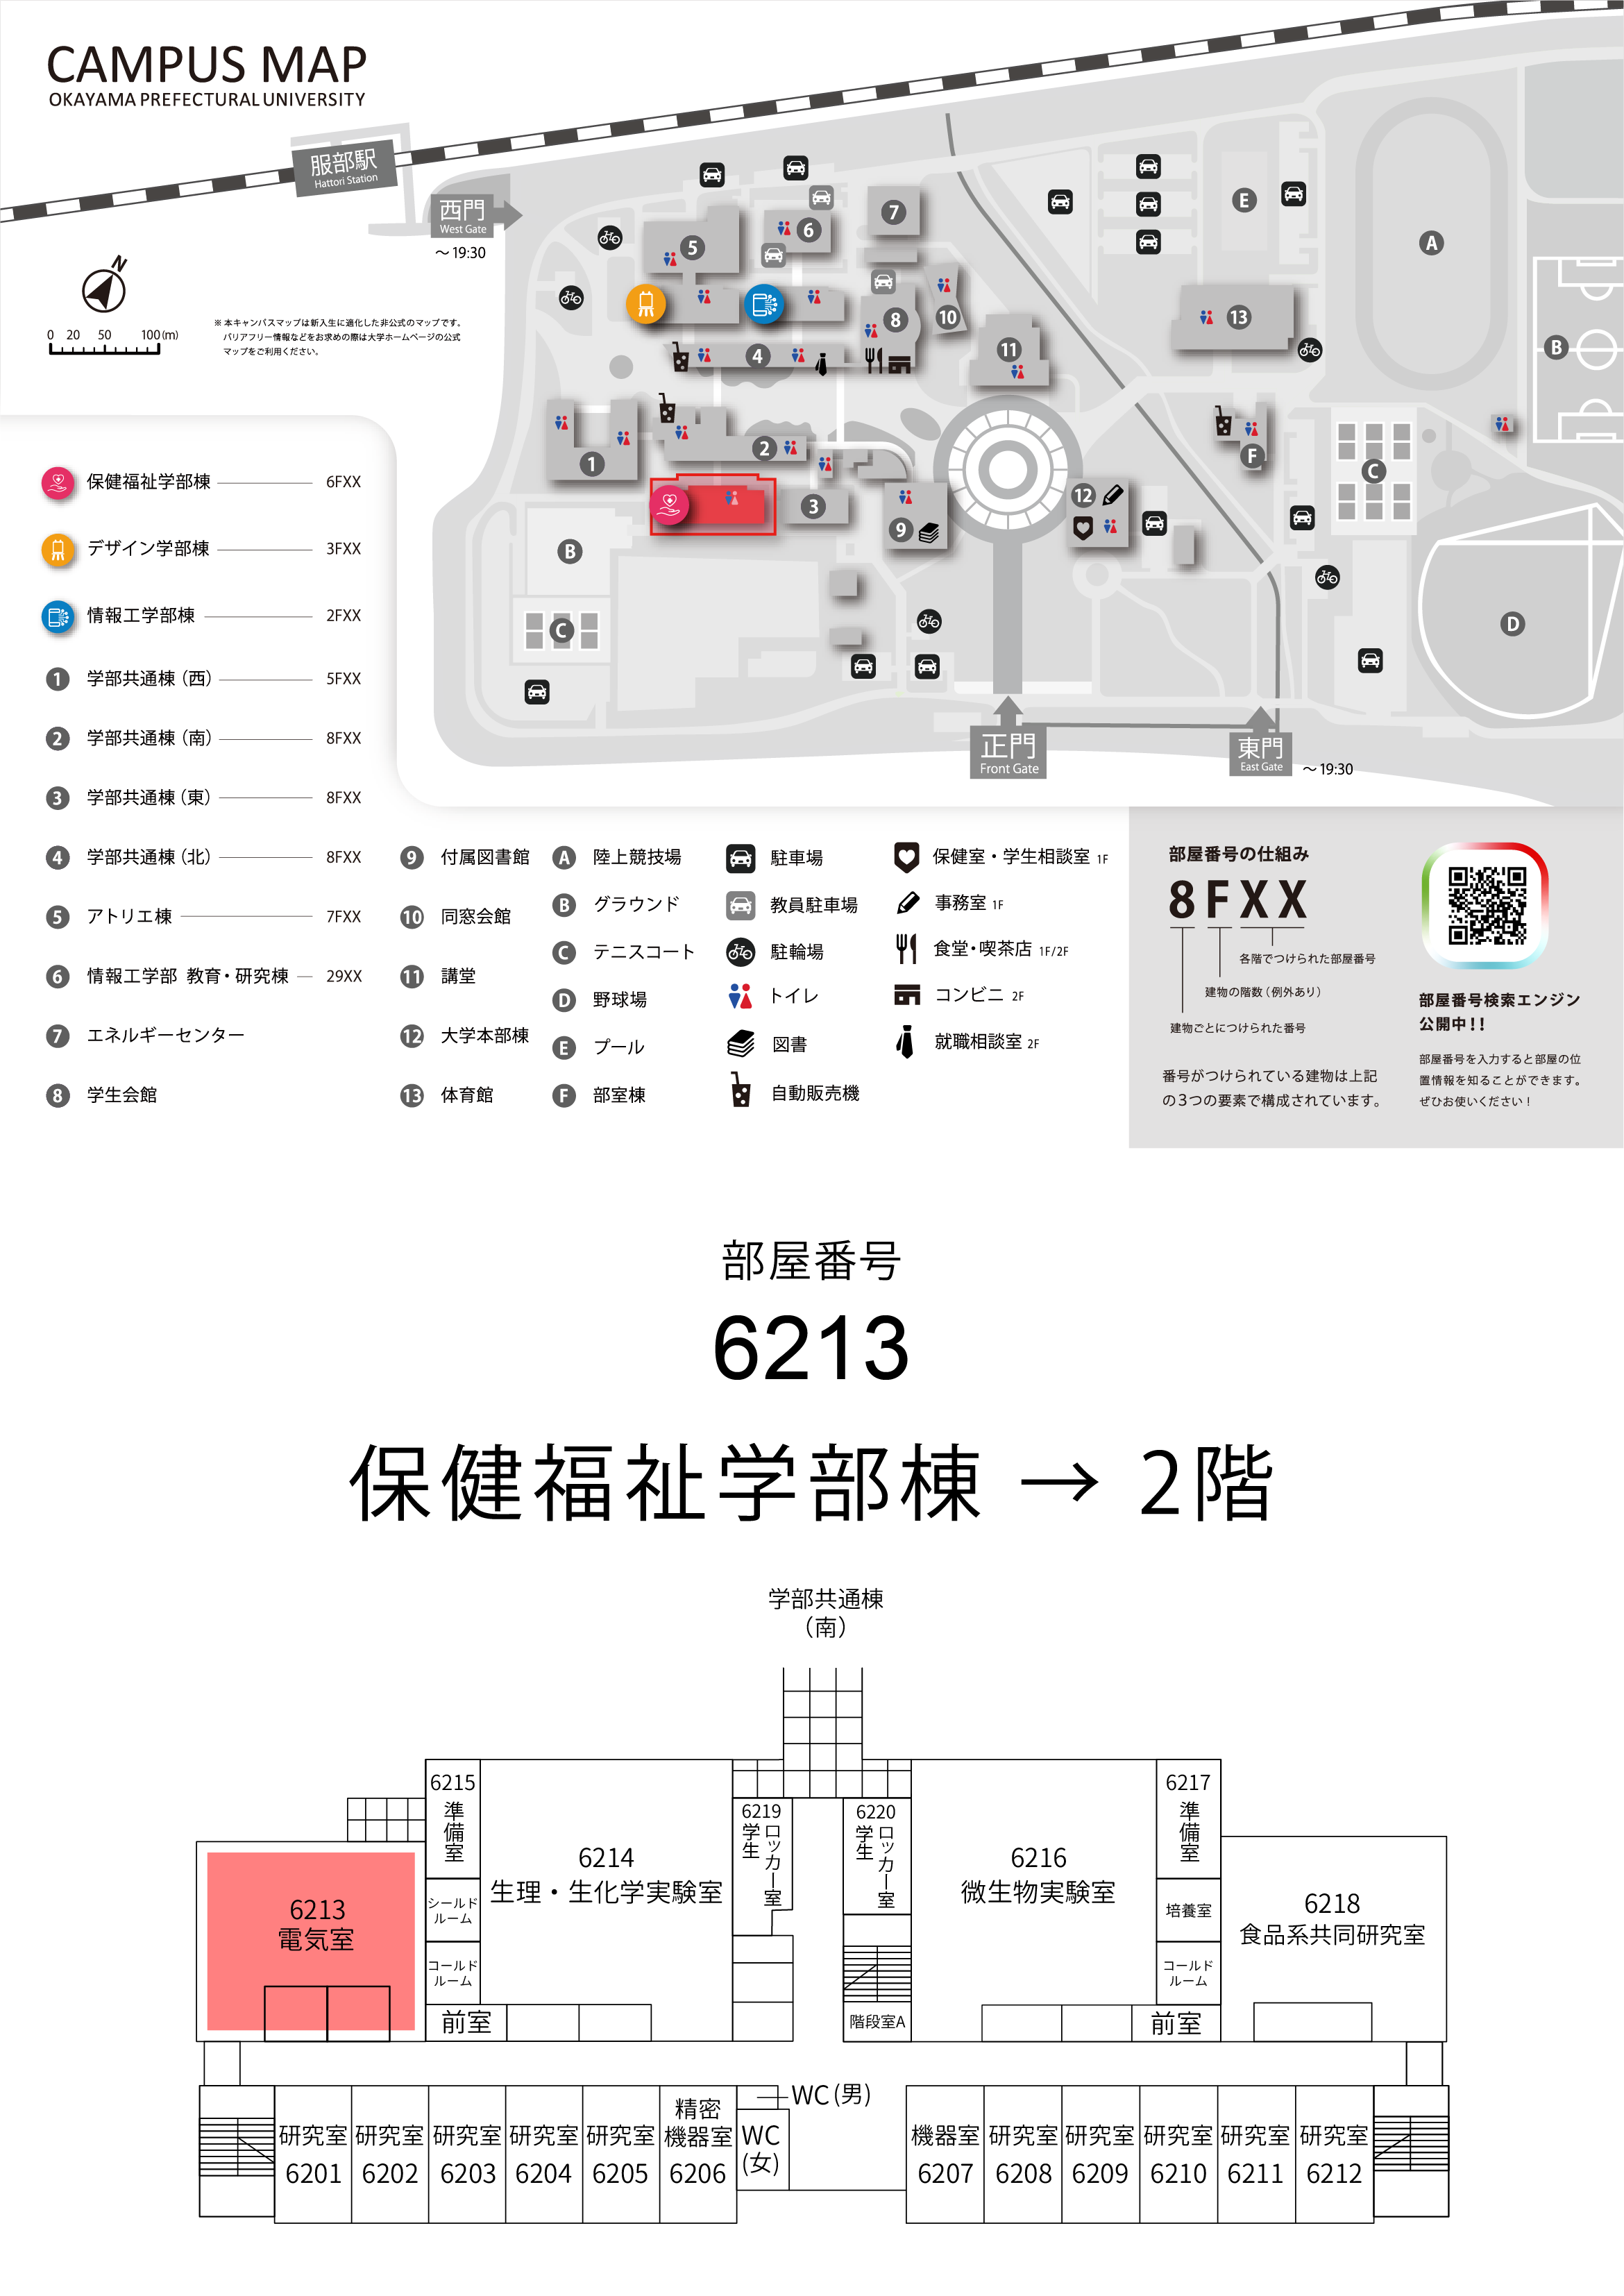 CAMPUS MAP
OKAYAMA PREFECTURAL UNIVERSITY
服部駅
Hattori Station
西門
West Gate
～19:30
N
0 20 50 100(m)
※本キャンパスマップは新入生に適化した非公式のマップです。
バリアフリー情報などをお求めの際は大学ホームページの公式
マップをご利用ください。
7
6
5
E
A
8
10
13
11
4
B
1
2
F
C
3
9
12
B
C
D
正門
Front Gate
東門
East Gate
～19:30
保健福祉学部棟 6FXX
デザイン学部棟 3FXX
情報工学部棟 2FXX
1 学部共通棟（西） 5FXX
2 学部共通棟（南） 8FXX
3 学部共通棟（東） 8FXX
4 学部共通棟（北） 8FXX
5 アトリエ棟 7FXX
6 情報工学部 教育・研究棟 29XX
7 エネルギーセンター
8 学生会館
9 付属図書館
10 同窓会館
11 講堂
12 大学本部棟
13 体育館
A 陸上競技場
B グラウンド
C テニスコート
D 野球場
E プール
F 部室棟
駐車場
教員駐車場
駐輪場
トイレ
図書
自動販売機
保健室・学生相談室 1F
事務室 1F
食堂・喫茶店 1F/2F
コンビニ 2F
就職相談室 2F
部屋番号の仕組み
8FXX
各階でつけられた部屋番号
建物の階数（例外あり）
建物ごとにつけられた番号
番号がつけられている建物は上記
の3つの要素で構成されています。
部屋番号検索エンジン
公開中！！
部屋番号を入力すると部屋の位
置情報を知ることができます。
ぜひお使いください！
部屋番号
6213
保健福祉学部棟 → 2階
学部共通棟
（南）
6215
準備室
シールド
ルーム
コールド
ルーム
前室
6214
生理・生化学実験室
6219
学生
ロッカー室
6220
学生
ロッカー室
階段室A
6216
微生物実験室
6217
準備室
培養室
コールド
ルーム
前室
6218
食品系共同研究室
6213
電気室
WC(男)
研究室
6201
研究室
6202
研究室
6203
研究室
6204
研究室
6205
精密
機器室
6206
WC
(女)
機器室
6207
研究室
6208
研究室
6209
研究室
6210
研究室
6211
研究室
6212